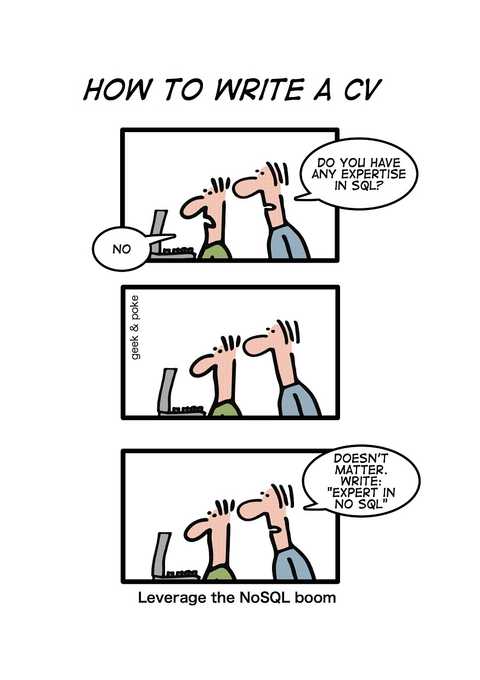 HOW TO WRITE A CV
DO YOU HAVE
ANY EXPERTISE
IN SQL?
NO
geek & poke
DOESN'T
MATTER.
WRITE:
"EXPERT IN
NO SQL"
Leverage the NoSQL boom